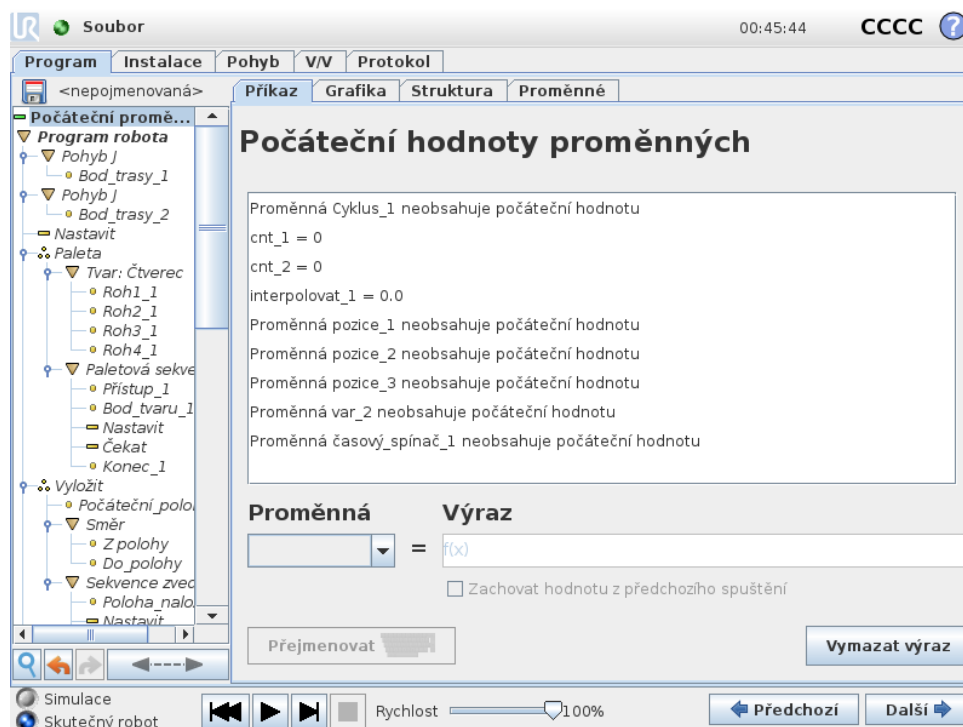 UR Soubor 00:45:44 CCCC ?
Program Instalace Pohyb V/V Protokol
<nepojmenovaná>
Příkaz Grafika Struktura Proměnné
Počáteční promě...
Program robota
Pohyb J
Bod_trasy_1
Pohyb J
Bod_trasy_2
Nastavit
Paleta
Tvar: Čtverec
Roh1_1
Roh2_1
Roh3_1
Roh4_1
Paletová sekve
Přístup_1
Bod_tvaru_1
Nastavit
Čekat
Konec_1
Vyložit
Počáteční_polo
Směr
Z polohy
Do_polohy
Sekvence zved
Poloha_nalo
Nastavit
Počáteční hodnoty proměnných
Proměnná Cyklus_1 neobsahuje počáteční hodnotu
cnt_1 = 0
cnt_2 = 0
interpolovat_1 = 0.0
Proměnná pozice_1 neobsahuje počáteční hodnotu
Proměnná pozice_2 neobsahuje počáteční hodnotu
Proměnná pozice_3 neobsahuje počáteční hodnotu
Proměnná var_2 neobsahuje počáteční hodnotu
Proměnná časový_spínač_1 neobsahuje počáteční hodnotu
Proměnná Výraz
= f(x)
Zachovat hodnotu z předchozího spuštění
Přejmenovat
Vymazat výraz
Simulace
Skutečný robot
Rychlost 100%
Předchozí Další